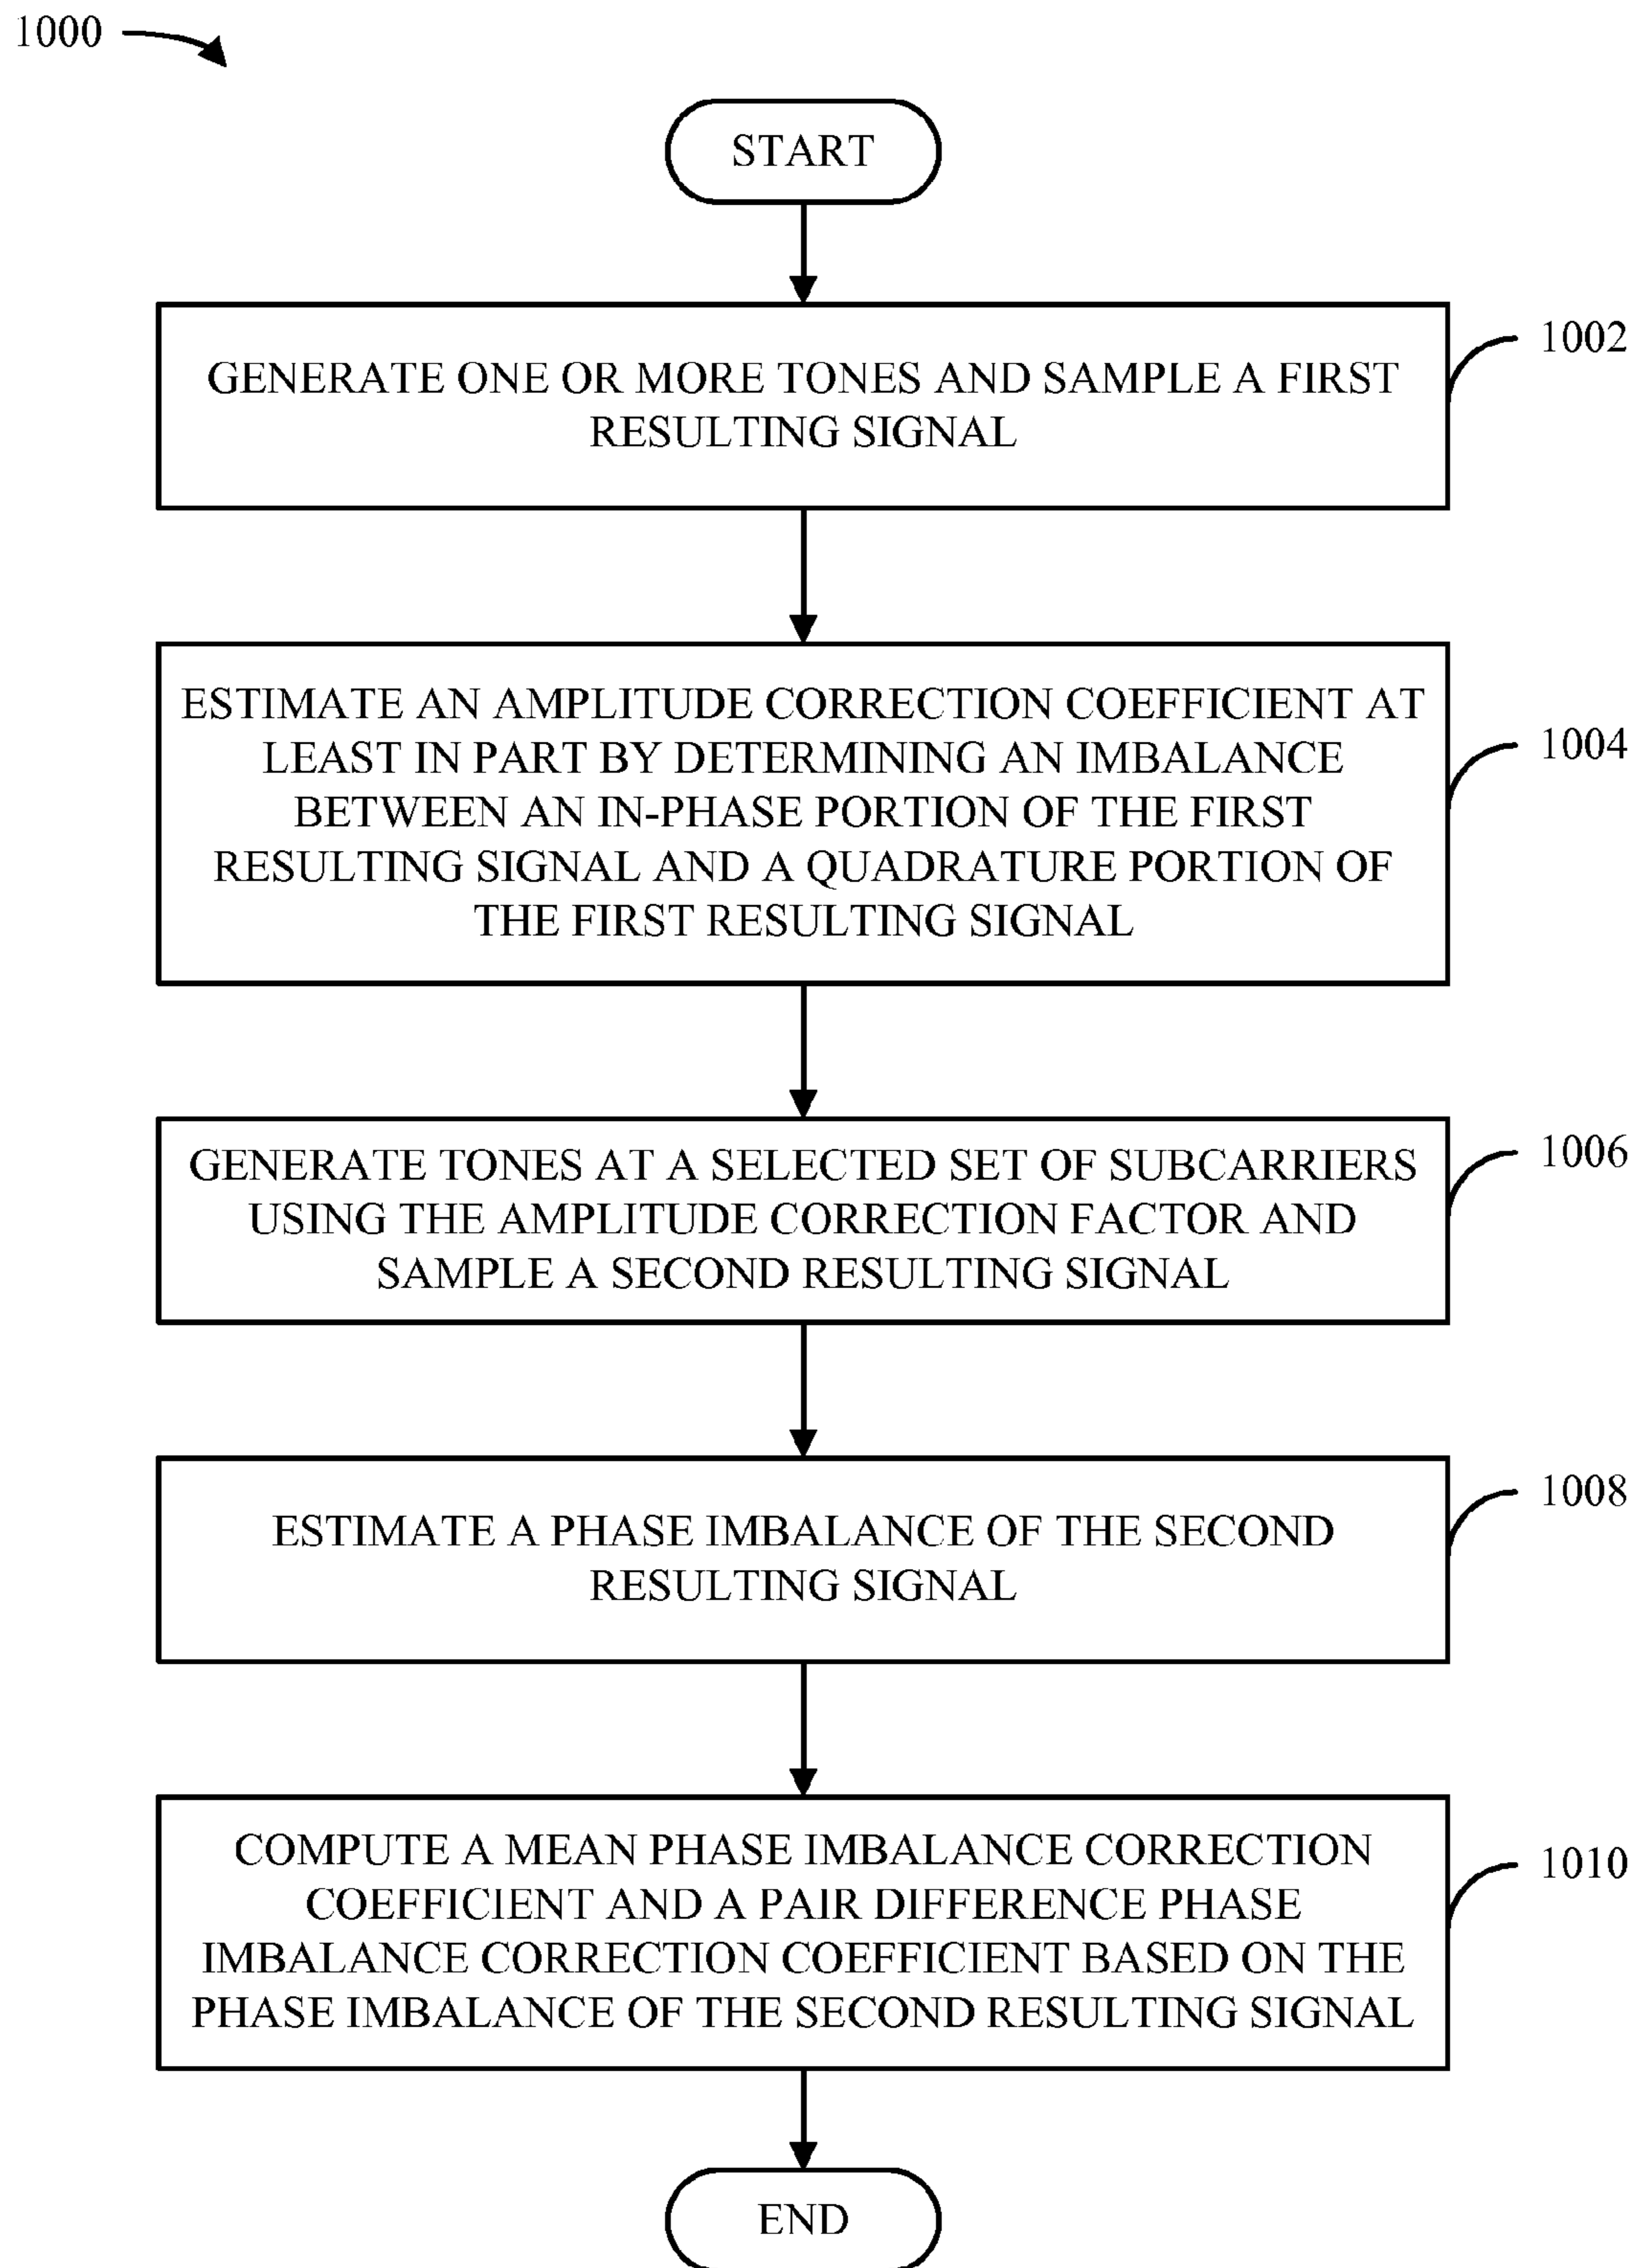 1000
START
GENERATE ONE OR MORE TONES AND SAMPLE A FIRST
RESULTING SIGNAL
1002
ESTIMATE AN AMPLITUDE CORRECTION COEFFICIENT AT
LEAST IN PART BY DETERMINING AN IMBALANCE
BETWEEN AN IN-PHASE PORTION OF THE FIRST
RESULTING SIGNAL AND A QUADRATURE PORTION OF
THE FIRST RESULTING SIGNAL
1004
GENERATE TONES AT A SELECTED SET OF SUBCARRIERS
USING THE AMPLITUDE CORRECTION FACTOR AND
SAMPLE A SECOND RESULTING SIGNAL
1006
ESTIMATE A PHASE IMBALANCE OF THE SECOND
RESULTING SIGNAL
1008
COMPUTE A MEAN PHASE IMBALANCE CORRECTION
COEFFICIENT AND A PAIR DIFFERENCE PHASE
IMBALANCE CORRECTION COEFFICIENT BASED ON THE
PHASE IMBALANCE OF THE SECOND RESULTING SIGNAL
1010
END